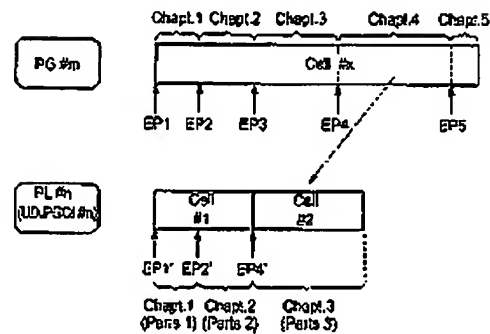 Chapt.1 Chapt.2 Chapt.3 Chapt.4 Chapt.5
PG #m
Cell #x
EP1 EP2 EP3 EP4 EP5
PL #n
(UD_PGCI #n)
Cell #1
Cell #2
EP1' EP2' EP4'
Chapt.1 Chapt.2 Chapt.3
(Parts 1) (Parts 2) (Parts 3)